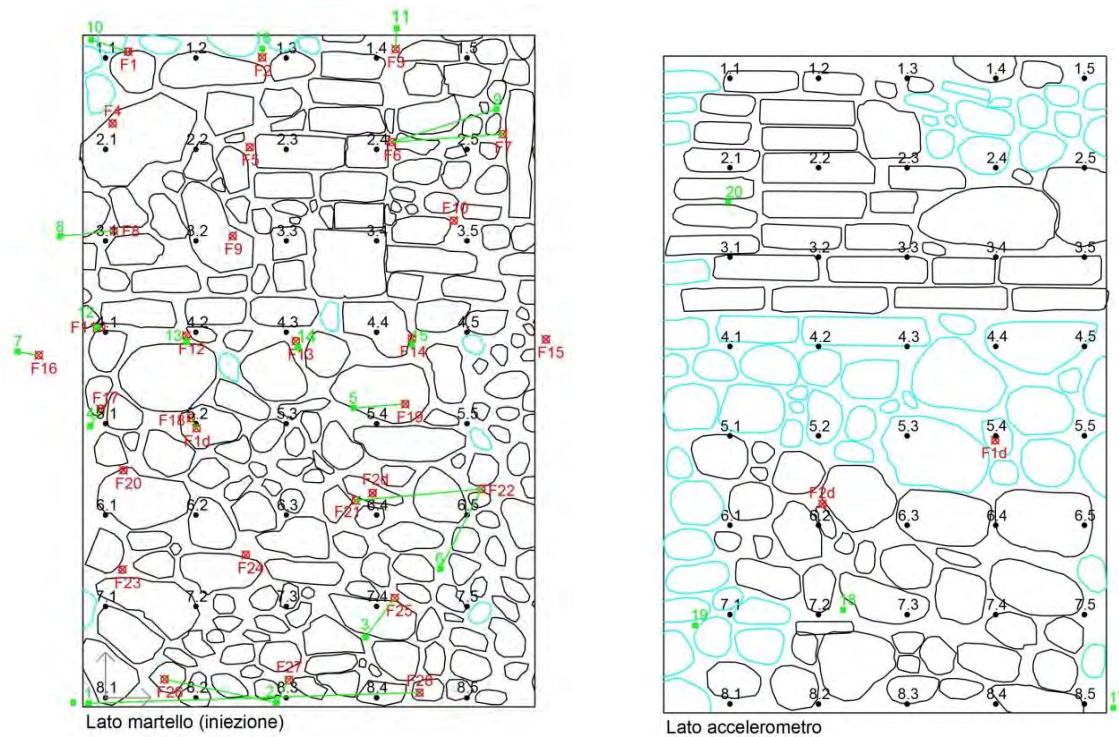 10 11
16
1.1 1.2 1.3 1.4 1.5
F1 F2 F9
9
F4
2.1 2.2 2.3 2.4 2.5
F5 F6 F7
8 F8 F10
3.1 3.2 3.3 3.4 3.5
F9
12
4.1 4.2 4.3 4.4 4.5
13 14 15
F12 F13 F14 F15
7
F16
F17 5 F19
4 5.1 F18 5.2 5.3 5.4 5.5
F1d
F20 F2d F22
F21
6.1 6.2 6.3 6.4 6.5
F24 6
F23
7.1 7.2 7.3 7.4 7.5
F25
3
F27
F26 F28
8.1 8.2 8.3 8.4 8.5
1 2
Lato martello (iniezione)
1.1 1.2 1.3 1.4 1.5
2.1 2.2 2.3 2.4 2.5
20
3.1 3.2 3.3 3.4 3.5
4.1 4.2 4.3 4.4 4.5
5.1 5.2 5.3 5.4 5.5
F1d
F2d
6.1 6.2 6.3 6.4 6.5
18
7.1 7.2 7.3 7.4 7.5
19
8.1 8.2 8.3 8.4 8.5
Lato accelerometro